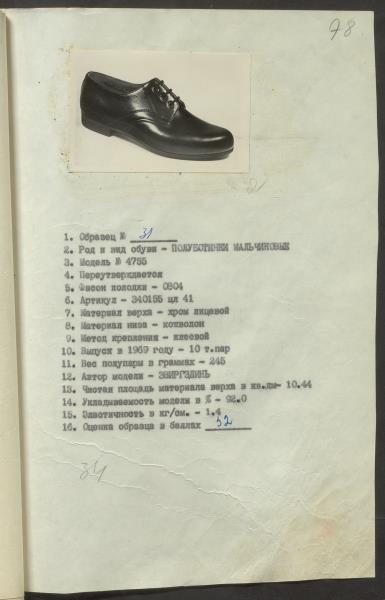 78
1. Образец № 31
2. Род и вид обуви - ПОЛУБОТИНКИ МАЛЬЧИКОВЫЕ
3. Модель № 4755
4. Переутверждается
5. Фасон колодки - 0804
6. Артикул - 340155 цл 41
7. Материал верха - хром лицевой
8. Материал низа - кожволон
9. Метод крепления - клеевой
10. Выпуск в 1969 году - 10 т.пар
11. Вес полупары в граммах - 245
12. Автор модели - ЗВИРГЗДИНЬ
13. Чистая площадь материала верха в кв.дм- 10.44
14. Укладываемость модели в % - 92.0
15. Эластичность в кг/см. - 1.4
16. Оценка образца в баллах 32
34